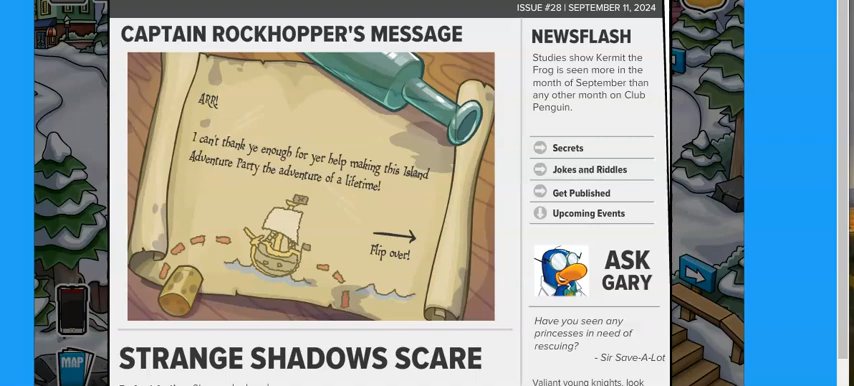 ISSUE #28 | SEPTEMBER 11, 2024
CAPTAIN ROCKHOPPER'S MESSAGE
ARR!
I can't thank ye enough for yer help making this Island
Adventure Party the adventure of a lifetime!
Flip over!
STRANGE SHADOWS SCARE
NEWSFLASH
Studies show Kermit the
Frog is seen more in the
month of September than
any other month on Club
Penguin.
Secrets
Jokes and Riddles
Get Published
Upcoming Events
ASK
GARY
Have you seen any
princesses in need of
rescuing?
- Sir Save-A-Lot
Valiant young knights, look
MAP